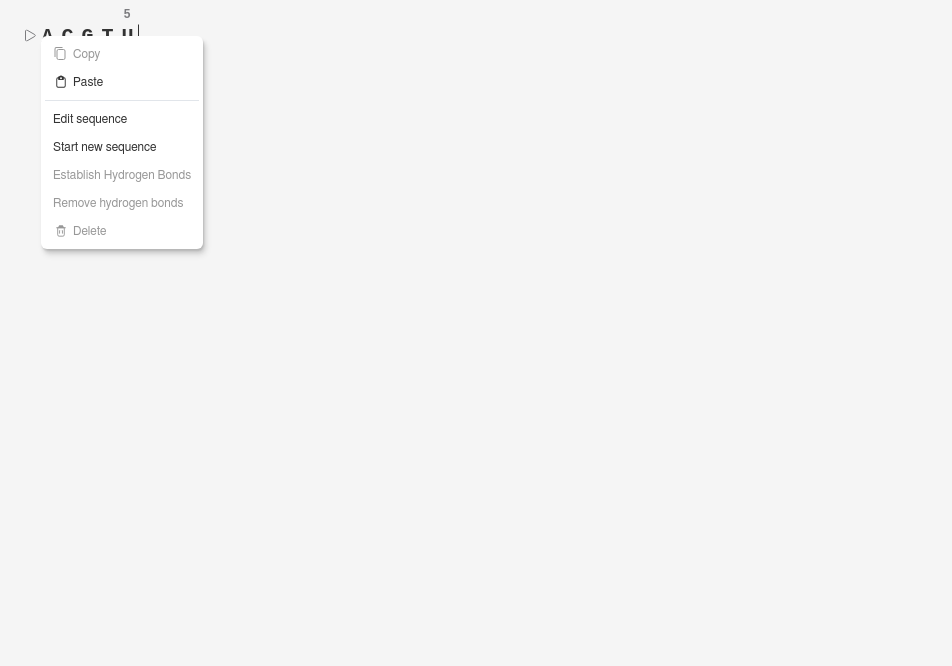 5
A C G T U
Copy
Paste
Edit sequence
Start new sequence
Establish Hydrogen Bonds
Remove hydrogen bonds
Delete